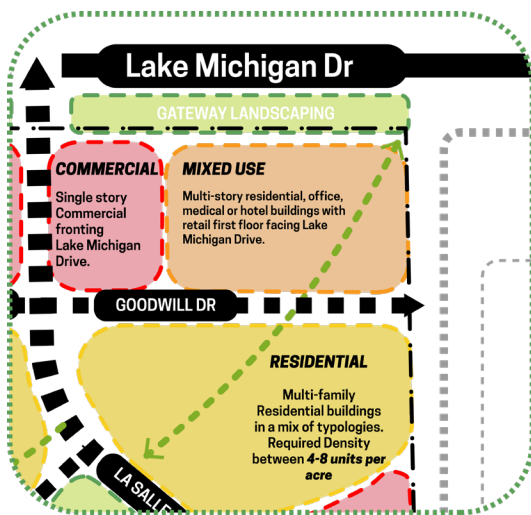 Lake Michigan Dr
GATEWAY LANDSCAPING
COMMERCIAL
Single story
Commercial
fronting
Lake Michigan
Drive.
MIXED USE
Multi-story residential, office,
medical or hotel buildings with
retail first floor facing Lake
Michigan Drive.
GOODWILL DR
RESIDENTIAL
Multi-family
Residential buildings
in a mix of typologies.
Required Density
between 4-8 units per
acre
LA SALLE